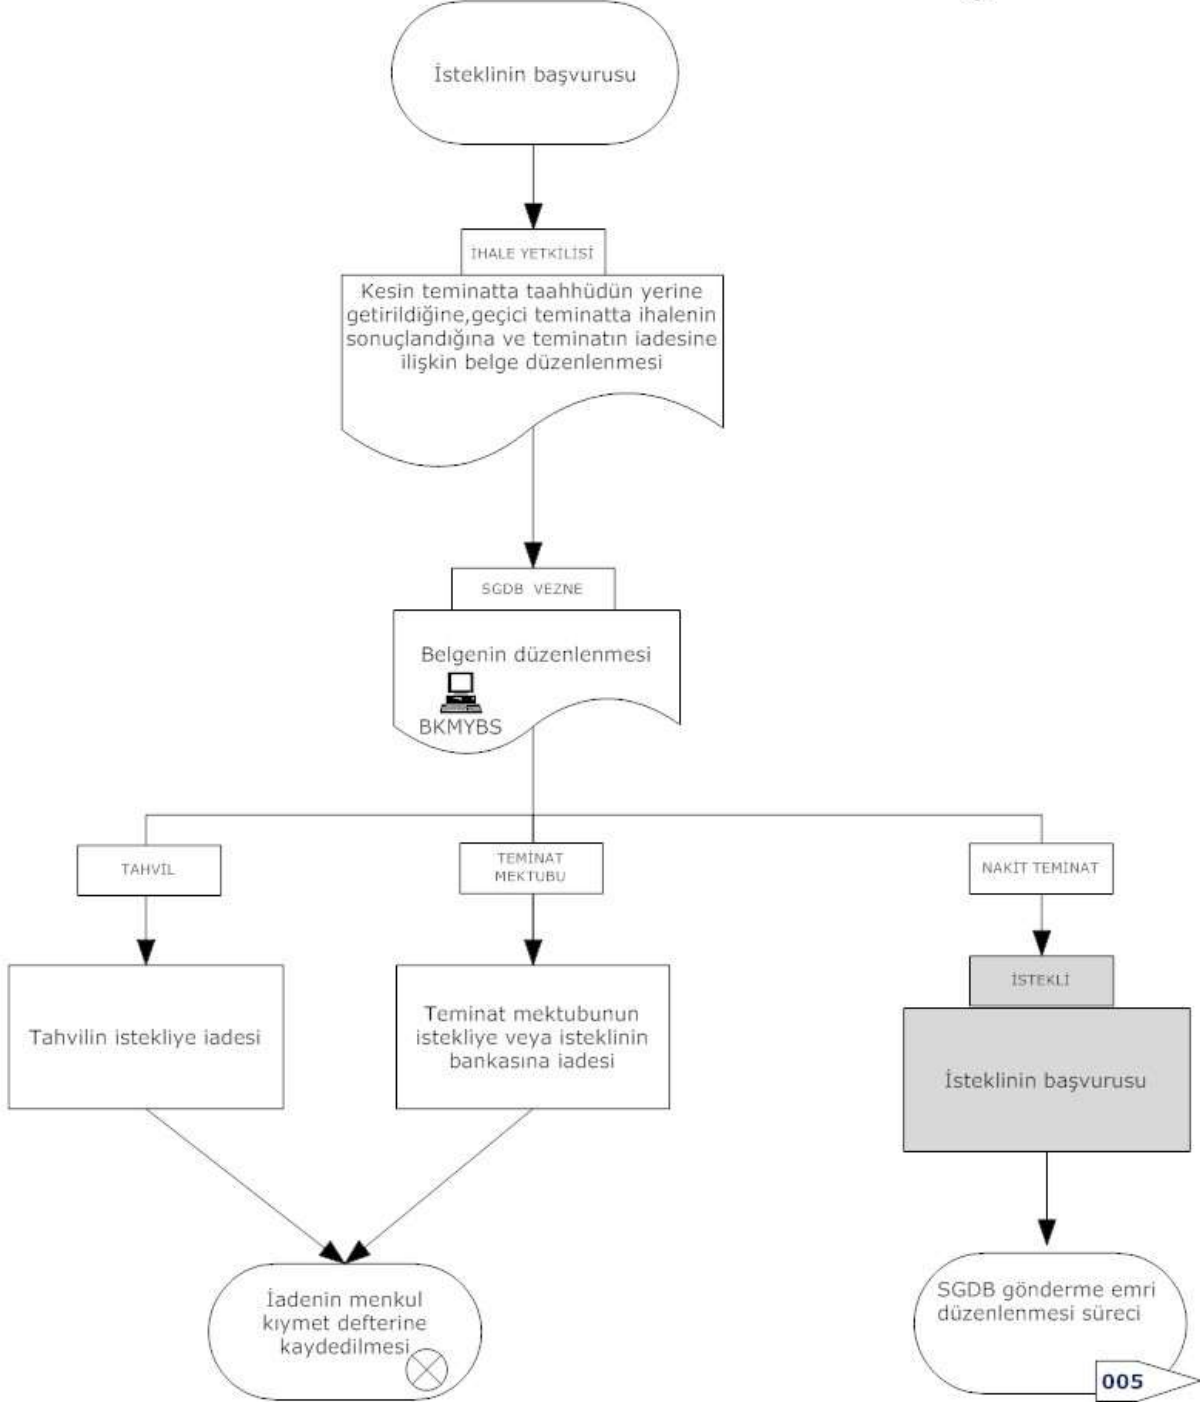 İsteklinin başvurusu
İHALE YETKİLİSİ
Kesin teminatta taahhüdün yerine
getirildiğine,geçici teminatta ihalenin
sonuçlandığına ve teminatın iadesine
ilişkin belge düzenlenmesi
SGDB VEZNE
Belgenin düzenlenmesi
BKMYBS
TAHVİL
TEMİNAT
MEKTUBU
NAKİT TEMİNAT
Tahvilin istekliye iadesi
Teminat mektubunun
istekliye veya isteklinin
bankasına iadesi
İSTEKLİ
İsteklinin başvurusu
İadenin menkul
kıymet defterine
kaydedilmesi
SGDB gönderme emri
düzenlenmesi süreci
005